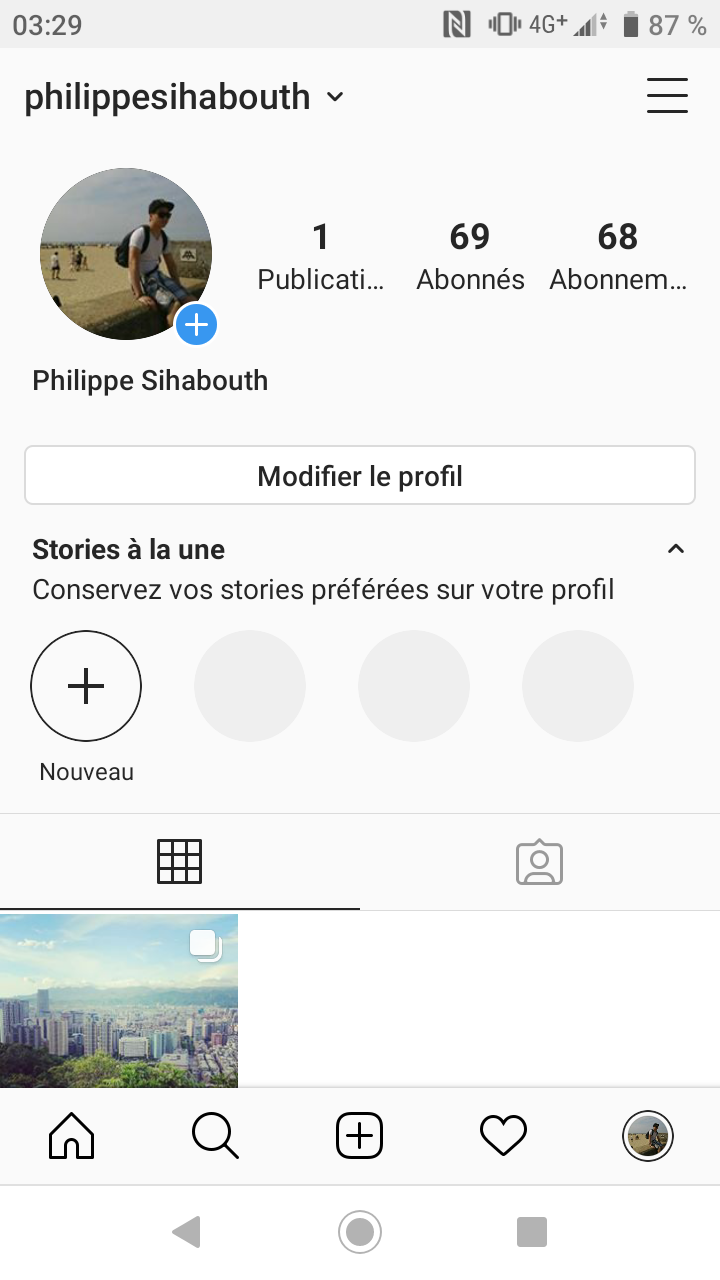 03:29 4G+ 87 %
philippesihabouth
1 69 68
Publicati... Abonnés Abonnem...
Philippe Sihabouth
Modifier le profil
Stories à la une
Conservez vos stories préférées sur votre profil
Nouveau